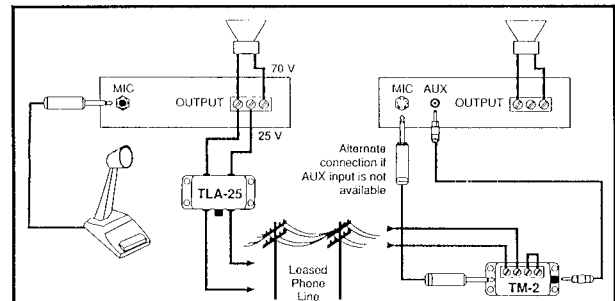 70 V
MIC
OUTPUT
25 V
TLA-25
MIC AUX
OUTPUT
Alternate
connection if
AUX input is not
available
Leased
Phone
Line
TM-2